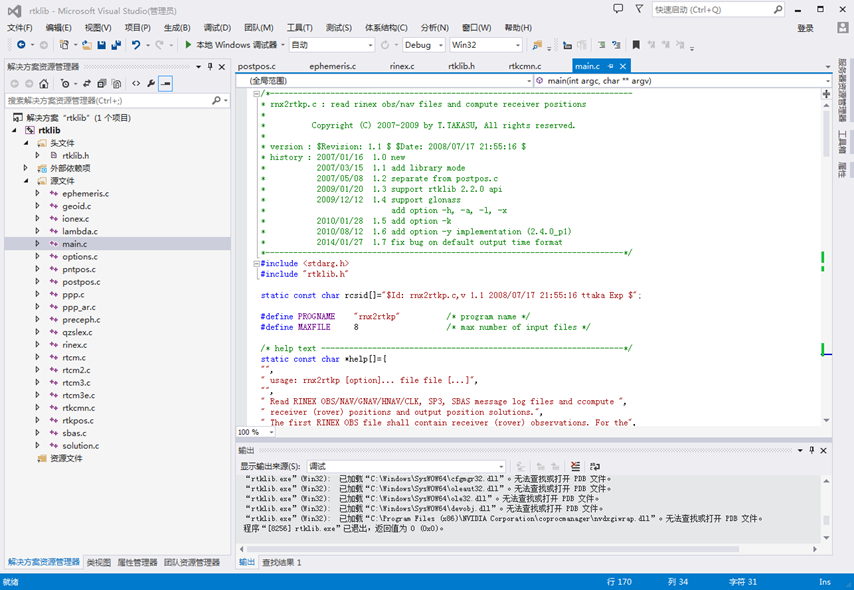 rtklib - Microsoft Visual Studio(管理员)
快速启动 (Ctrl+Q)
文件(F) 编辑(E) 视图(V) 项目(P) 生成(B) 调试(D) 团队(M) 工具(T) 测试(S) 体系结构(C) 分析(N) 窗口(W) 帮助(H) 登录
本地 Windows 调试器 自动 Debug Win32
解决方案资源管理器
搜索解决方案资源管理器(Ctrl+;)
解决方案 "rtklib" (1 个项目)
rtklib
头文件
rtklib.h
外部依赖项
源文件
ephemeris.c
geoid.c
ionex.c
lambda.c
main.c
options.c
pntpos.c
postpos.c
ppp.c
ppp_ar.c
preceph.c
qzslex.c
rinex.c
rtcm.c
rtcm2.c
rtcm3.c
rtcm3e.c
rtkcmn.c
rtkpos.c
sbas.c
solution.c
资源文件
解决方案资源管理器 类视图 属性管理器 团队资源管理器
postpos.c ephemeris.c rinex.c rtklib.h rtkcmn.c main.c
(全局范围) main(int argc, char ** argv)
/*------------------------------------------------------------------------------
* rnx2rtkp.c : read rinex obs/nav files and compute receiver positions
*
* Copyright (C) 2007-2009 by T.TAKASU, All rights reserved.
*
* version : $Revision: 1.1 $ $Date: 2008/07/17 21:55:16 $
* history : 2007/01/16 1.0 new
* 2007/03/15 1.1 add library mode
* 2007/05/08 1.2 separate from postpos.c
* 2009/01/20 1.3 support rtklib 2.2.0 api
* 2009/12/12 1.4 support glonass
* add option -h, -a, -l, -x
* 2010/01/28 1.5 add option -k
* 2010/08/12 1.6 add option -y implementation (2.4.0_p1)
* 2014/01/27 1.7 fix bug on default output time format
*-----------------------------------------------------------------------------*/
#include <stdarg.h>
#include "rtklib.h"
static const char rcsid[]="$Id: rnx2rtkp.c,v 1.1 2008/07/17 21:55:16 ttaka Exp $";
#define PROGNAME "rnx2rtkp" /* program name */
#define MAXFILE 8 /* max number of input files */
/* help text -----------------------------------------------------------------*/
static const char *help[]={
"",
" usage: rnx2rtkp [option]... file file [...]",
"",
" Read RINEX OBS/NAV/GNAV/HNAV/CLK, SP3, SBAS message log files and ccompute ",
" receiver (rover) positions and output position solutions.",
" The first RINEX OBS file shall contain receiver (rover) observations. For the",
100 %
输出
显示输出来源(S): 调试
“rtklib.exe”(Win32): 已加载“C:\Windows\SysWOW64\cfgmgr32.dll”。无法查找或打开 PDB 文件。
“rtklib.exe”(Win32): 已加载“C:\Windows\SysWOW64\oleaut32.dll”。无法查找或打开 PDB 文件。
“rtklib.exe”(Win32): 已加载“C:\Windows\SysWOW64\ole32.dll”。无法查找或打开 PDB 文件。
“rtklib.exe”(Win32): 已加载“C:\Windows\SysWOW64\devobj.dll”。无法查找或打开 PDB 文件。
“rtklib.exe”(Win32): 已加载“C:\Program Files (x86)\NVIDIA Corporation\coprocmanager\nvdxgiwrap.dll”。无法查找或打开 PDB 文件。
程序“[8256] rtklib.exe”已退出，返回值为 0 (0x0)。
输出 查找结果 1
服务器资源管理器
工具箱
属性
就绪 行 170 列 34 字符 31 Ins